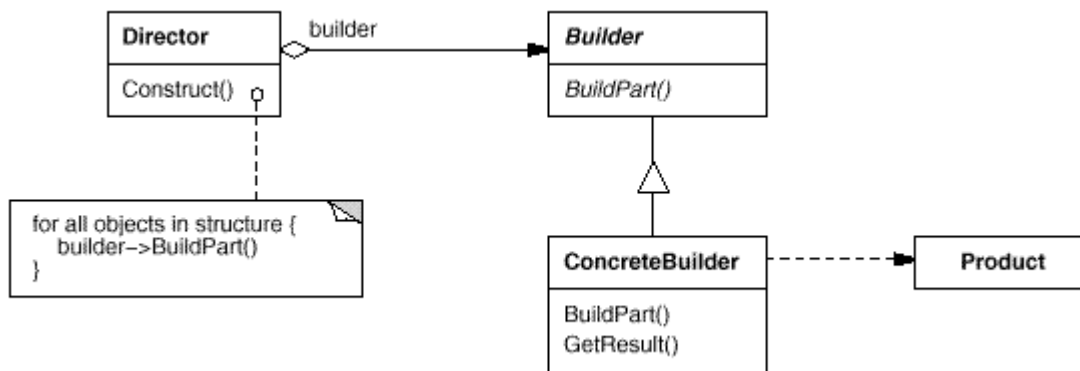 Director
builder
Builder
Construct()
BuildPart()
for all objects in structure {
builder–>BuildPart()
}
ConcreteBuilder
Product
BuildPart()
GetResult()